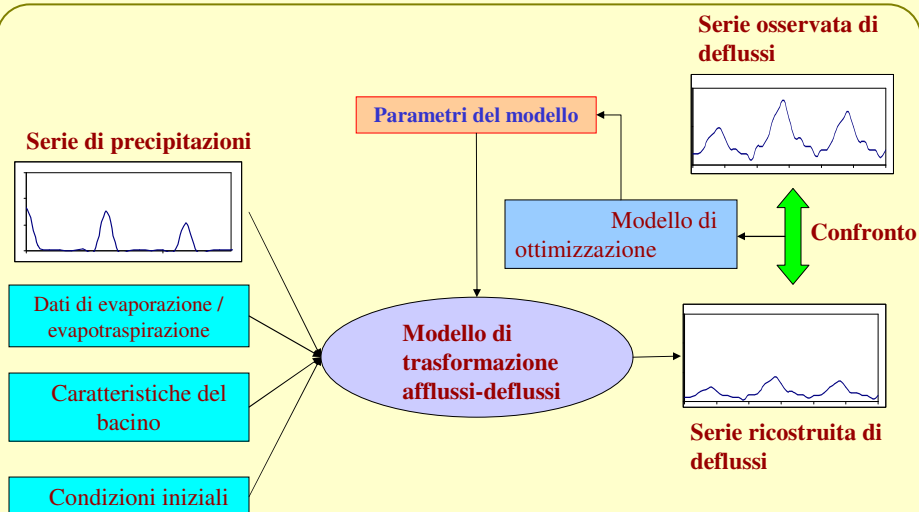 Serie osservata di
deflussi
Parametri del modello
Serie di precipitazioni
Modello di
ottimizzazione
Confronto
Dati di evaporazione /
evapotraspirazione
Modello di
trasformazione
afflussi-deflussi
Caratteristiche del
bacino
Serie ricostruita di
deflussi
Condizioni iniziali